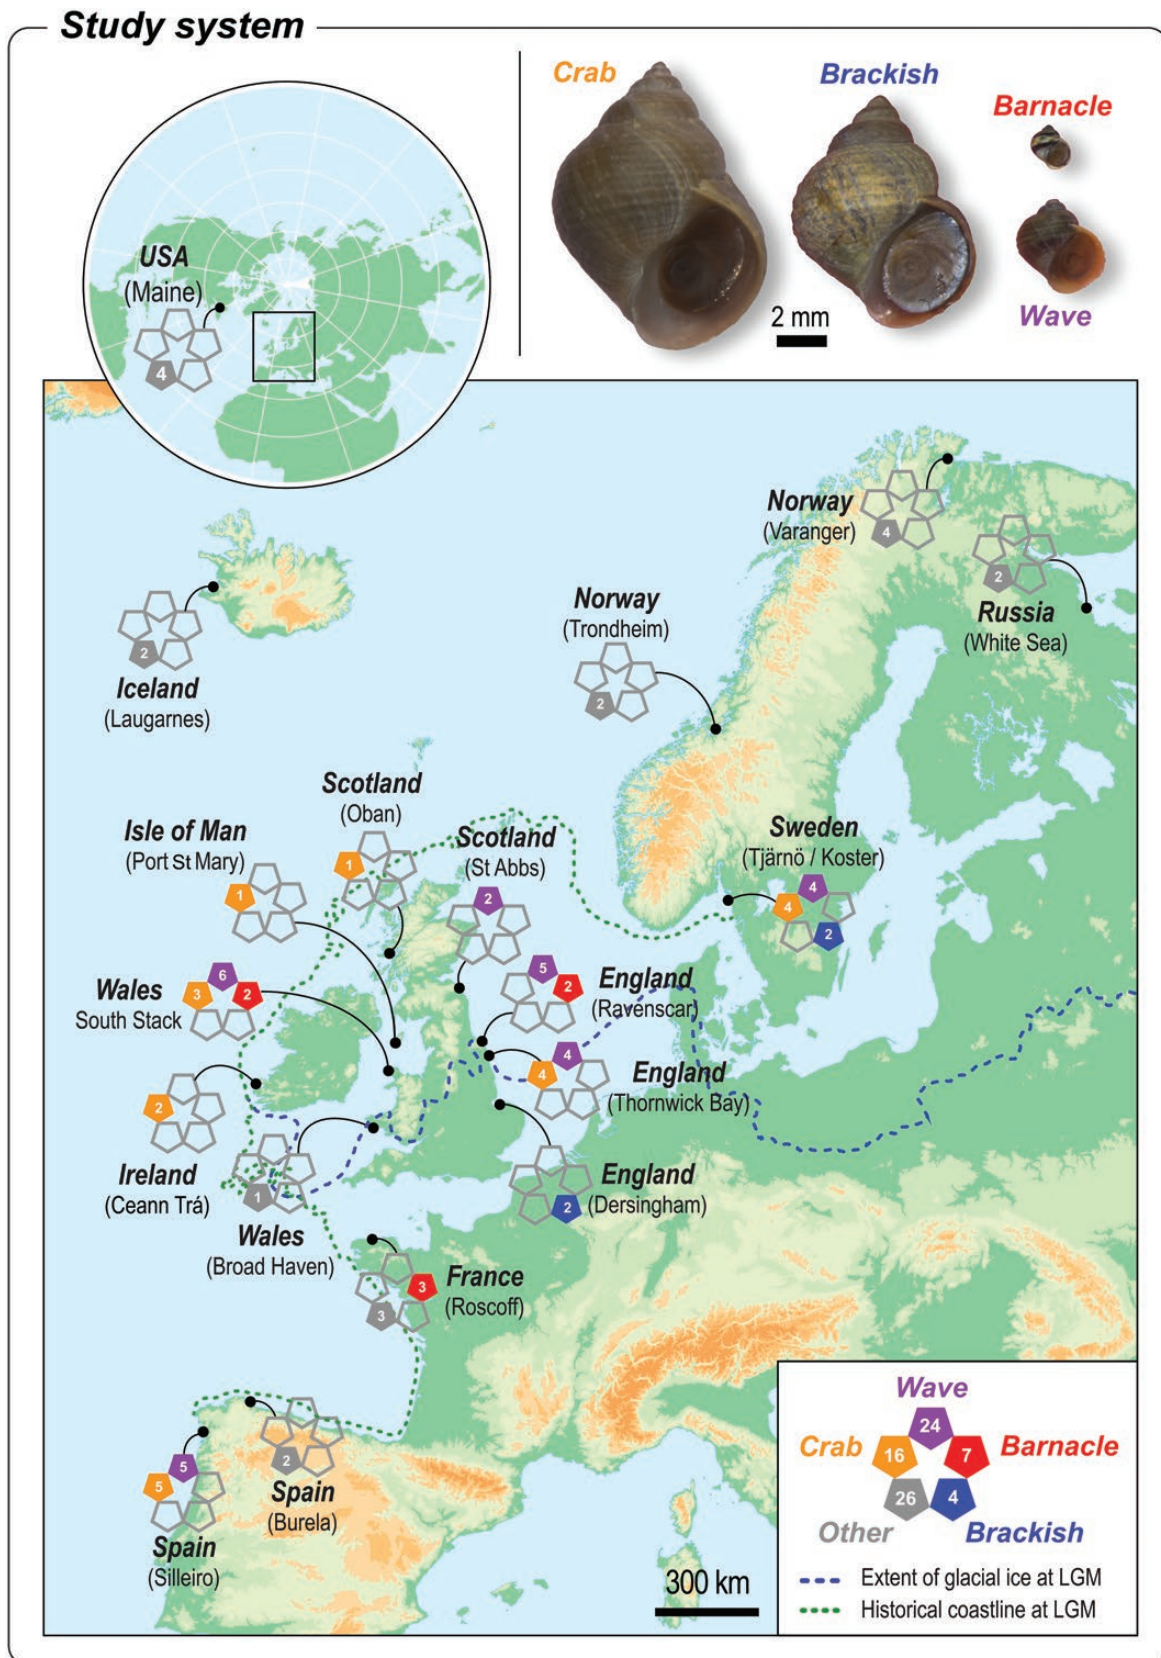 Study system
Crab
Brackish
Barnacle
Wave
2 mm
USA
(Maine)
4
Norway
(Varanger)
4
2
Russia
(White Sea)
Norway
(Trondheim)
2
2
Iceland
(Laugarnes)
Scotland
(Oban)
1
Isle of Man
(Port St Mary)
1
Scotland
(St Abbs)
2
Sweden
(Tjärnö / Koster)
4
4
2
Wales
South Stack
3
6
2
England
(Ravenscar)
5
2
England
(Thornwick Bay)
4
4
2
Ireland
(Ceann Trá)
1
Wales
(Broad Haven)
England
(Dersingham)
2
France
(Roscoff)
3
3
Spain
(Burela)
2
5
5
Spain
(Silleiro)
300 km
Wave
24
Crab
16
7
Barnacle
26
4
Other
Brackish
Extent of glacial ice at LGM
Historical coastline at LGM